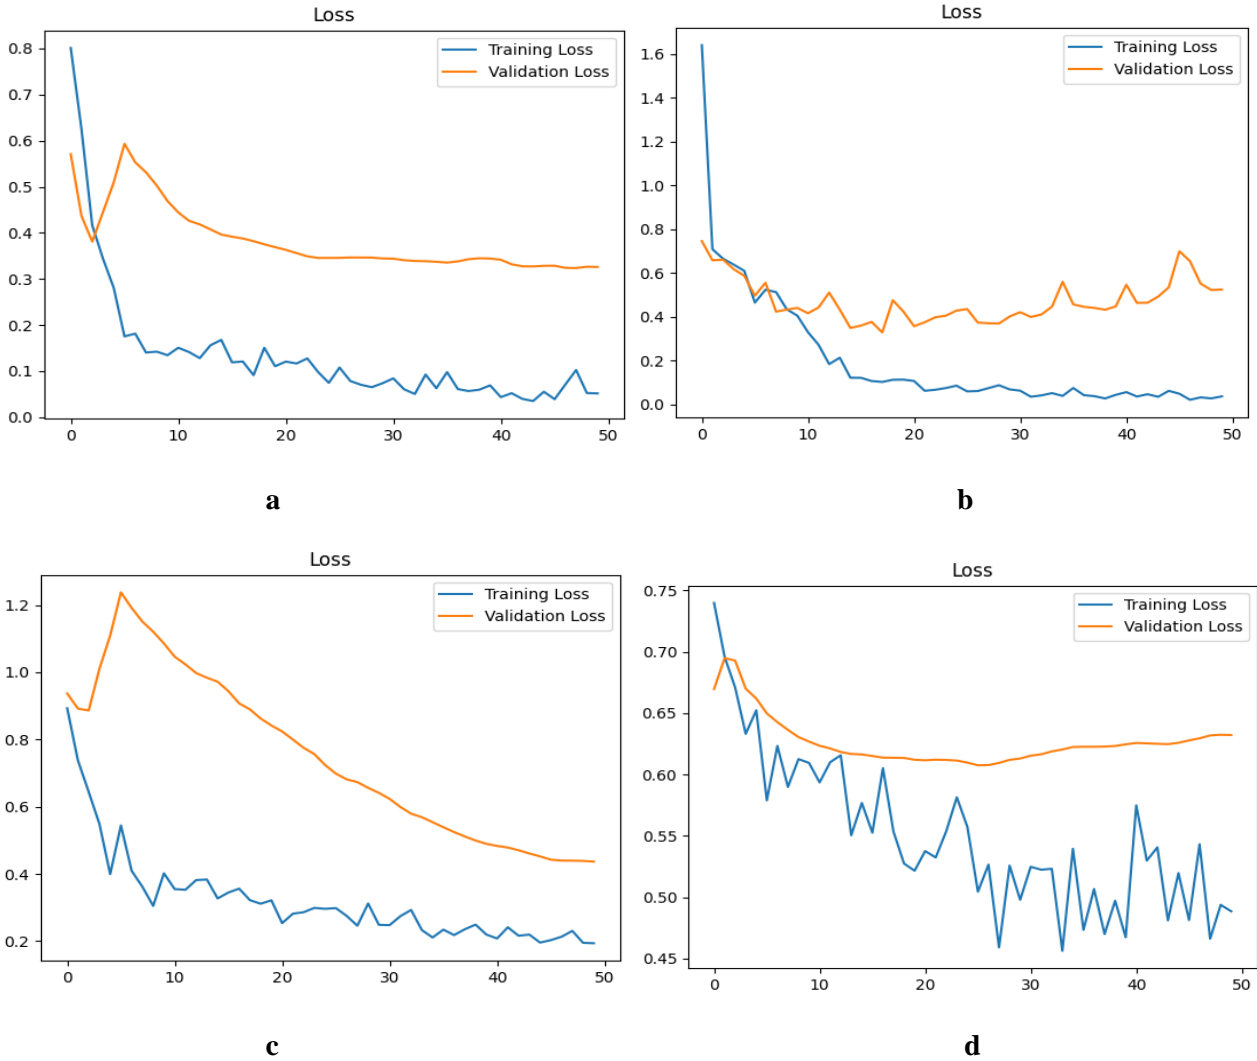 Loss
Training Loss
Validation Loss
0.8
0.7
0.6
0.5
0.4
0.3
0.2
0.1
0.0
0 10 20 30 40 50
a
Loss
Training Loss
Validation Loss
1.6
1.4
1.2
1.0
0.8
0.6
0.4
0.2
0.0
0 10 20 30 40 50
b
Loss
Training Loss
Validation Loss
1.2
1.0
0.8
0.6
0.4
0.2
0 10 20 30 40 50
c
Loss
Training Loss
Validation Loss
0.75
0.70
0.65
0.60
0.55
0.50
0.45
0 10 20 30 40 50
d